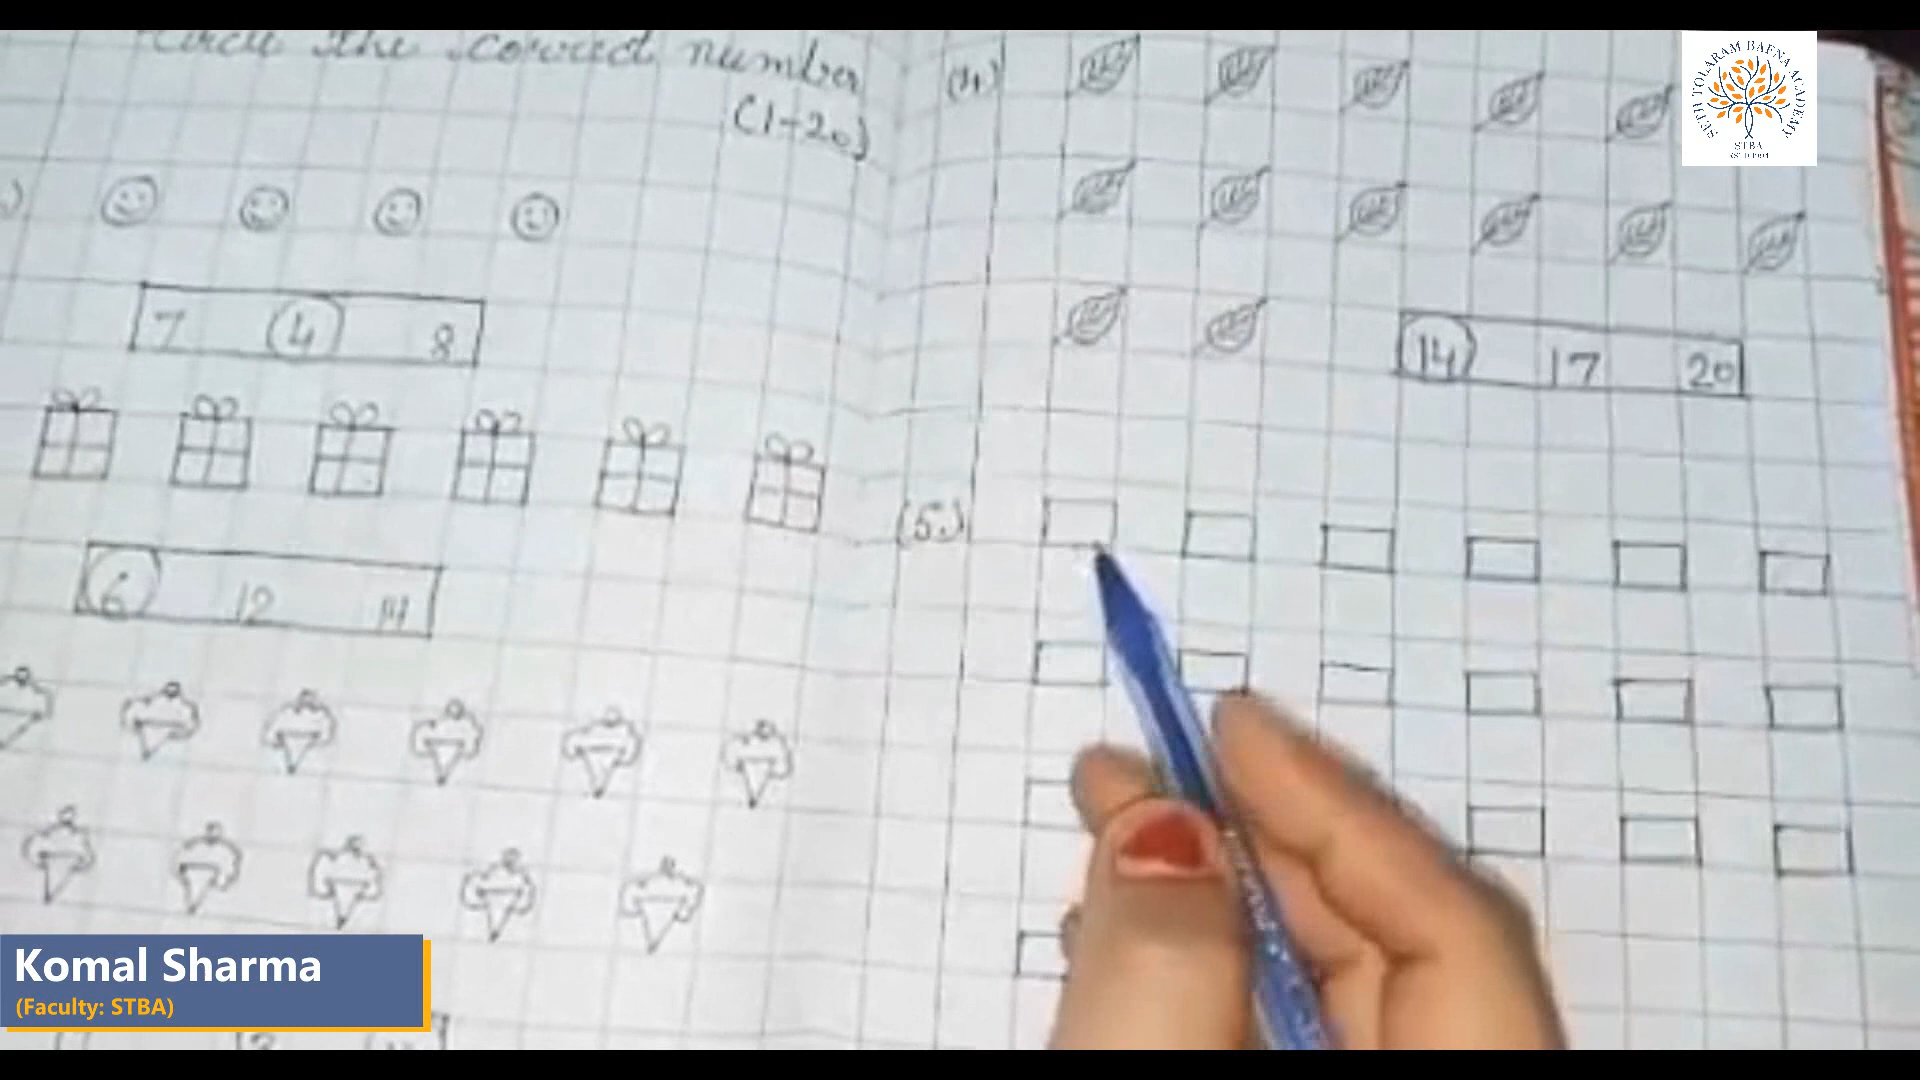 Circle the correct number
(1-20)
7 4 8
6 12 14
(4)
14 17 20
(5.)
SETH TOLARAM BAFNA ACADEMY
STBA
Komal Sharma
(Faculty: STBA)